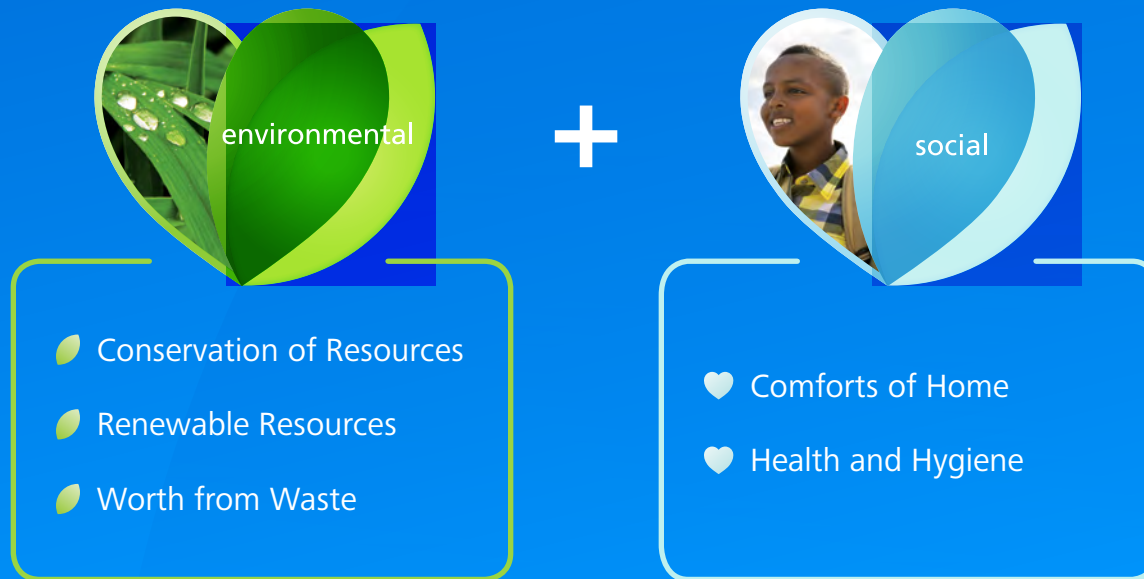 environmental
+
social
Conservation of Resources
Renewable Resources
Worth from Waste
Comforts of Home
Health and Hygiene